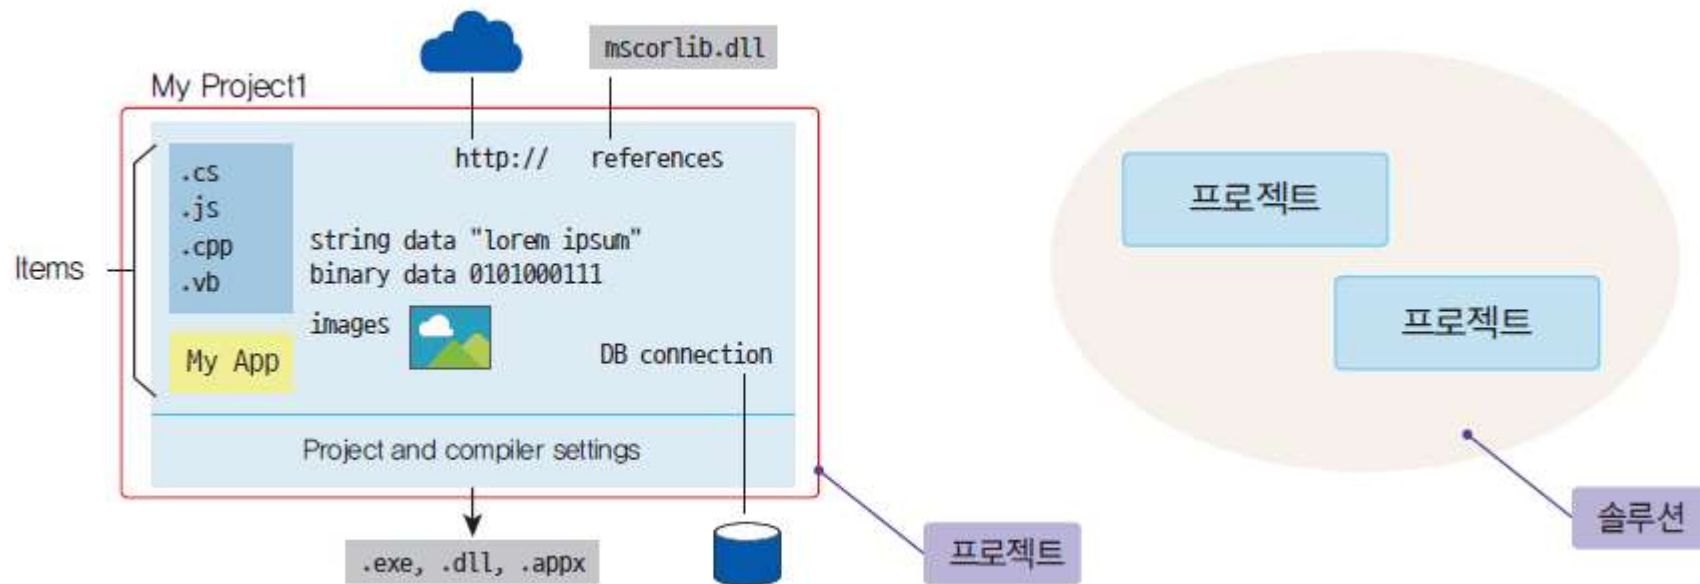 mscorlib.dll
My Project1
http:// references
.cs
.js
.cpp
.vb
string data "lorem ipsum"
binary data 0101000111
Items
images
My App
DB connection
Project and compiler settings
.exe, .dll, .appx
프로젝트
프로젝트
프로젝트
솔루션